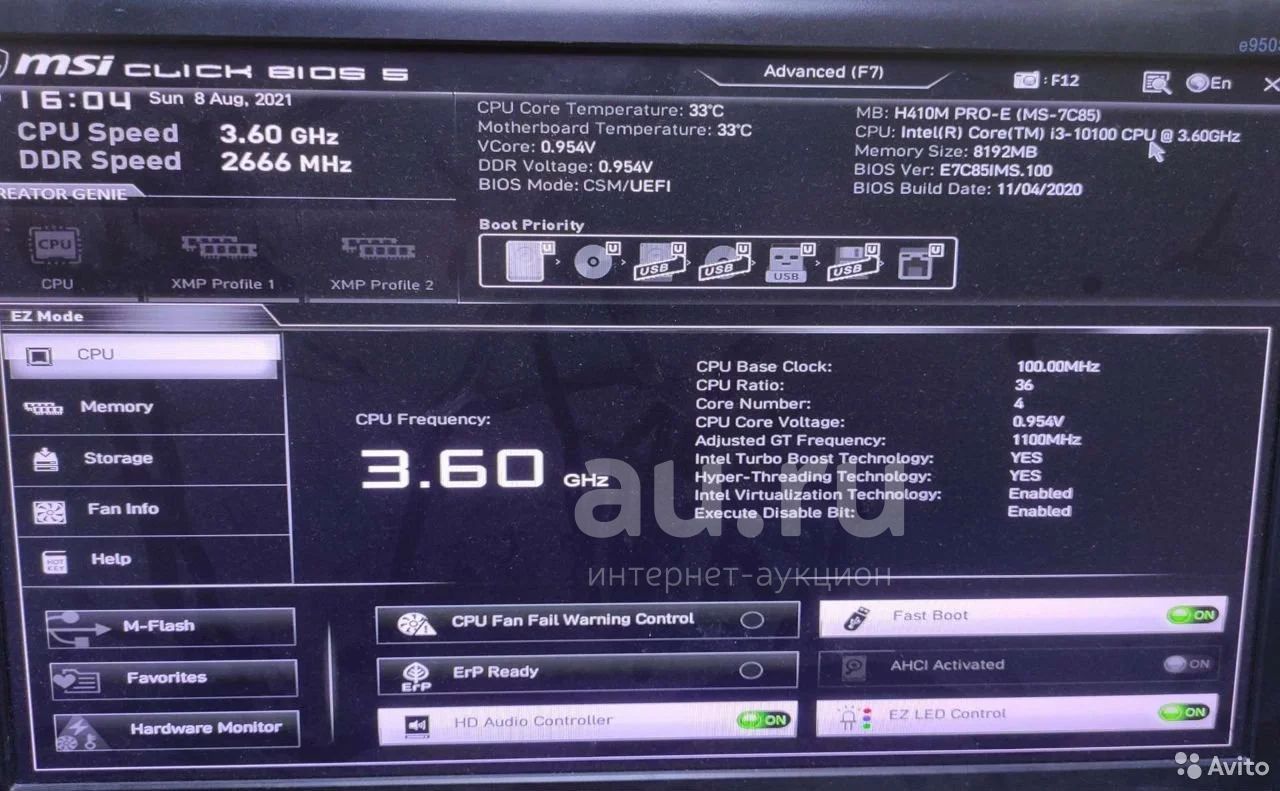 e950
msi CLICK BIOS 5
Advanced (F7)
: F12
En
X
16:04 Sun 8 Aug, 2021
CPU Speed 3.60 GHz
DDR Speed 2666 MHz
CPU Core Temperature: 33°C
Motherboard Temperature: 33°C
VCore: 0.954V
DDR Voltage: 0.954V
BIOS Mode: CSM/UEFI
MB: H410M PRO-E (MS-7C85)
CPU: Intel(R) Core(TM) i3-10100 CPU @ 3.60GHz
Memory Size: 8192MB
BIOS Ver: E7C85IMS.100
BIOS Build Date: 11/04/2020
REATOR GENIE
CPU
CPU
XMP Profile 1
XMP Profile 2
Boot Priority
U U U U U U U
USB USB USB USB
EZ Mode
CPU
Memory
Storage
Fan Info
HOT KEY
Help
CPU Frequency:
3.60 GHz
CPU Base Clock: 100.00MHz
CPU Ratio: 36
Core Number: 4
CPU Core Voltage: 0.954V
Adjusted GT Frequency: 1100MHz
Intel Turbo Boost Technology: YES
Hyper-Threading Technology: YES
Intel Virtualization Technology: Enabled
Execute Disable Bit: Enabled
au.ru
интернет-аукцион
M-Flash
Favorites
Hardware Monitor
CPU Fan Fail Warning Control
ErP
ErP Ready
HD Audio Controller ON
Fast Boot ON
AHCI Activated ON
EZ LED Control ON
Avito